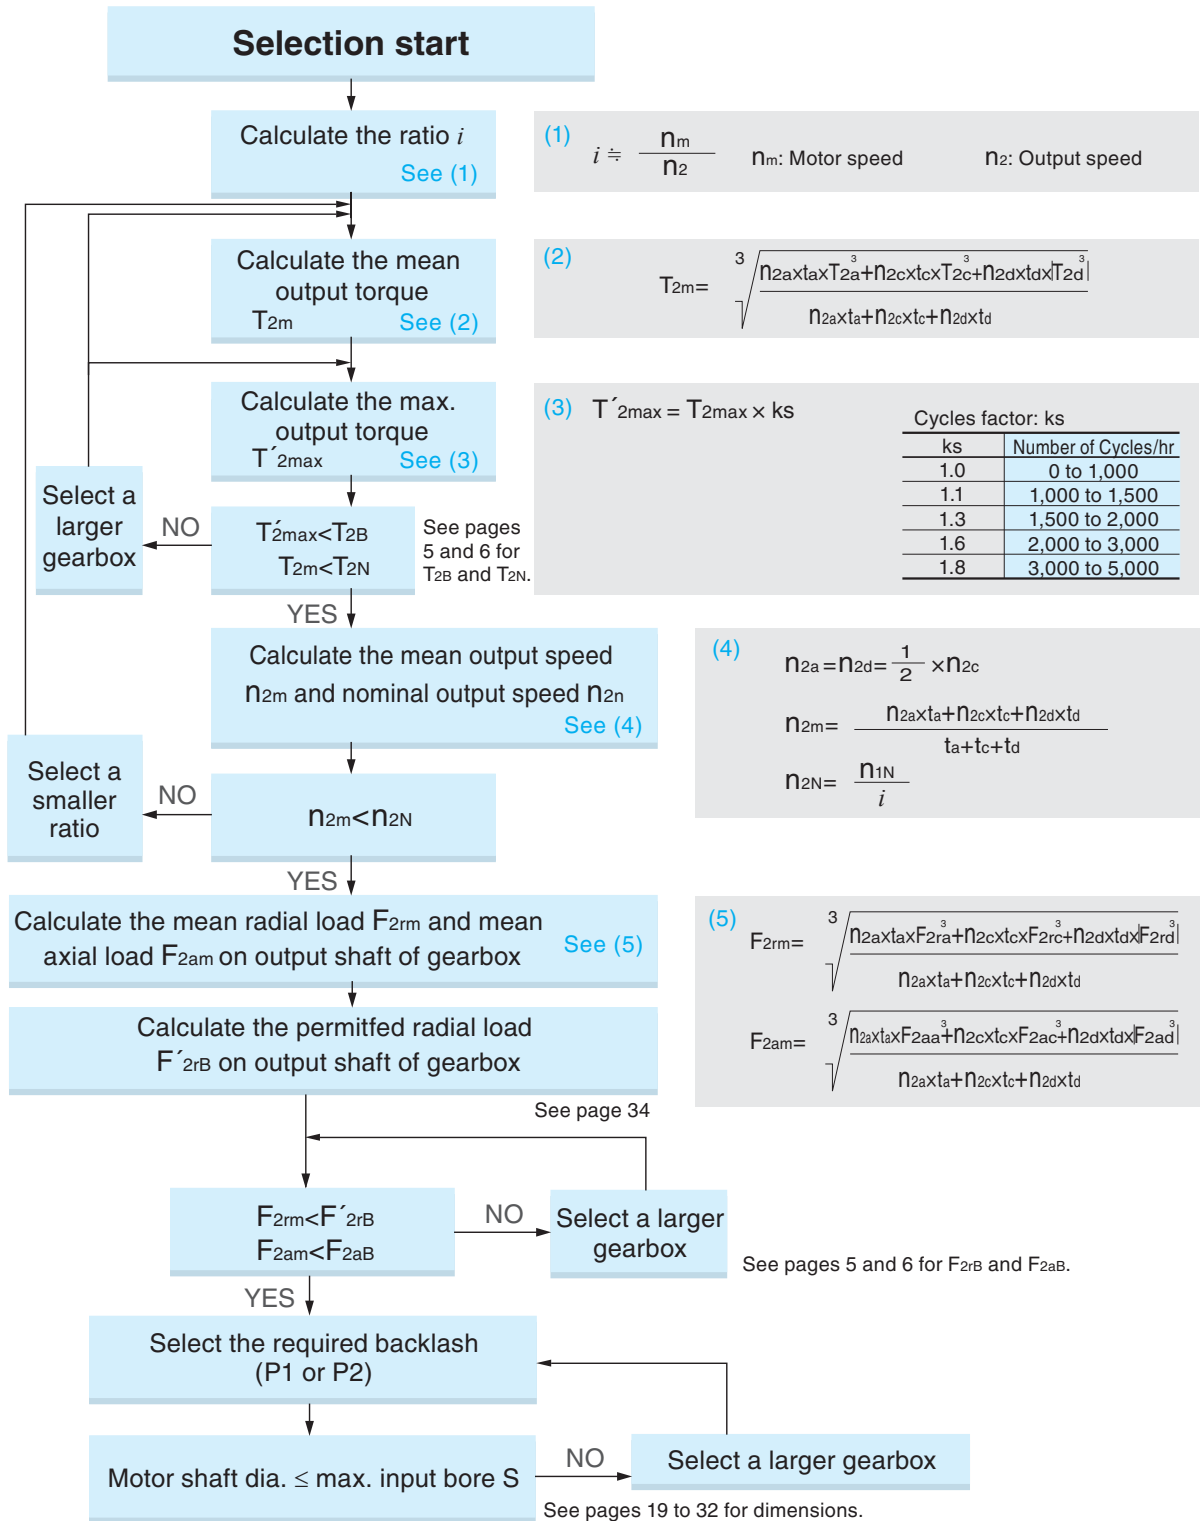 Selection start
Calculate the ratio i
See (1)
(1)
i ≒ nm / n2
nm: Motor speed
n2: Output speed
Calculate the mean
output torque
T2m
See (2)
(2)
T2m= 3√ n2axtaxT2a3+n2cxtcxT2c3+n2dxtdx|T2d3|
n2axta+n2cxtc+n2dxtd
Calculate the max.
output torque
T´2max
See (3)
(3) T´2max = T2max × ks
Cycles factor: ks
ks Number of Cycles/hr
1.0 0 to 1,000
1.1 1,000 to 1,500
1.3 1,500 to 2,000
1.6 2,000 to 3,000
1.8 3,000 to 5,000
Select a
larger
gearbox
NO
T´2max<T2B
T2m<T2N
See pages
5 and 6 for
T2B and T2N.
YES
Calculate the mean output speed
n2m and nominal output speed n2n
See (4)
(4)
n2a=n2d= 1/2 ×n2c
n2m= n2axta+n2cxtc+n2dxtd
ta+tc+td
n2N= n1N / i
Select a
smaller
ratio
NO
n2m<n2N
YES
Calculate the mean radial load F2rm and mean
axial load F2am on output shaft of gearbox
See (5)
(5)
F2rm= 3√ n2axtaxF2ra3+n2cxtcxF2rc3+n2dxtdx|F2rd3|
n2axta+n2cxtc+n2dxtd
F2am= 3√ n2axtaxF2aa3+n2cxtcxF2ac3+n2dxtdx|F2ad3|
n2axta+n2cxtc+n2dxtd
Calculate the permitfed radial load
F´2rB on output shaft of gearbox
See page 34
F2rm<F´2rB
F2am<F2aB
NO
Select a larger
gearbox
See pages 5 and 6 for F2rB and F2aB.
YES
Select the required backlash
(P1 or P2)
Motor shaft dia. ≤ max. input bore S
NO
Select a larger gearbox
See pages 19 to 32 for dimensions.